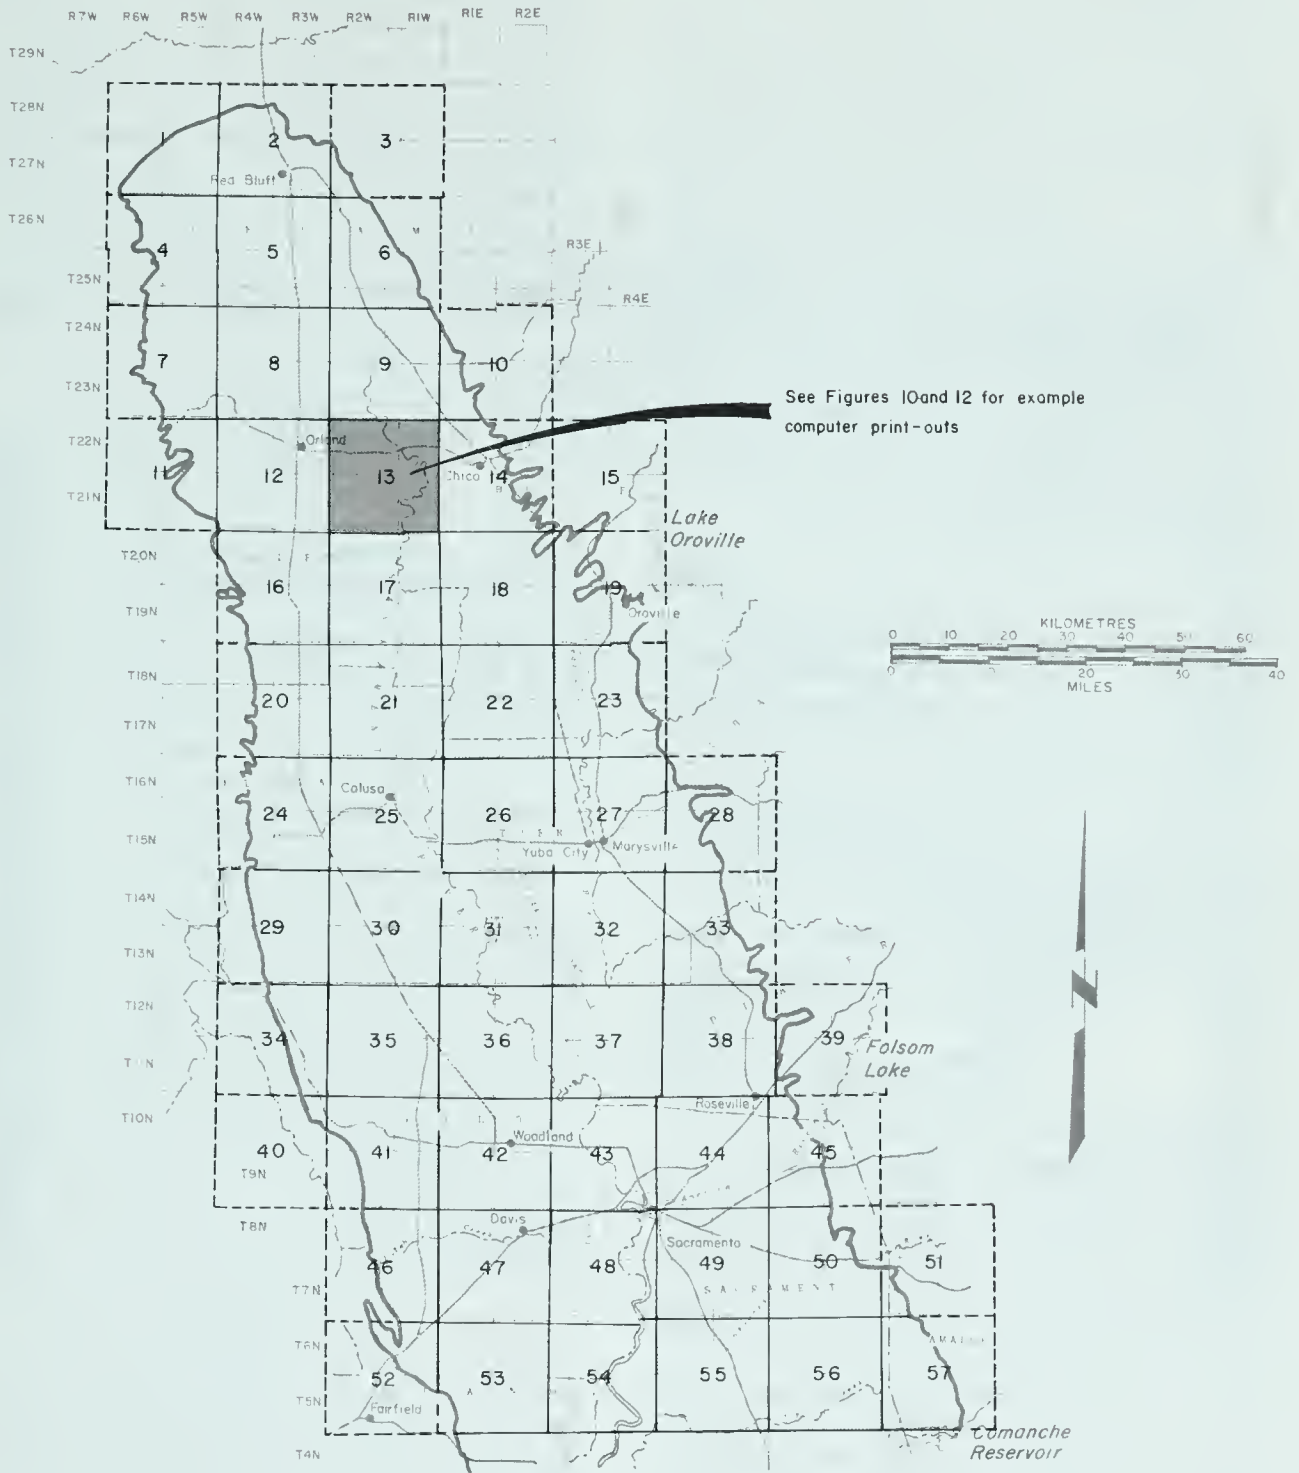 R7W R6W R5W R4W R3W R2W R1W R1E R2E
T29N
T28N
1 2 3
T27N
Red Bluff
T26N
4 5 6
R3E
T25N
R4E
T24N
7 8 9 10
T23N
See Figures 10and 12 for example
computer print-outs
T22N
Orland
11 12 13 Chico 14 15
T21N
Lake
Oroville
T20N
16 17 18 19
T19N
Oroville
KILOMETRES
0 10 20 30 40 50 60
0 20 30 40
MILES
T18N
20 21 22 23
T17N
T16N
Colusa
24 25 26 27 28
T15N
Yuba City Marysville
T14N
29 30 31 32 33
T13N
N
T12N
34 35 36 37 38 39
Folsom
Lake
T11N
Roseville
T10N
Woodland
40 41 42 43 44 45
T9N
T8N
Davis
Sacramento
46 47 48 49 50 51
T7N
SACRAMENT
T6N
52 53 54 55 56 57
T5N
Fairfield
Comanche
Reservoir
T4N